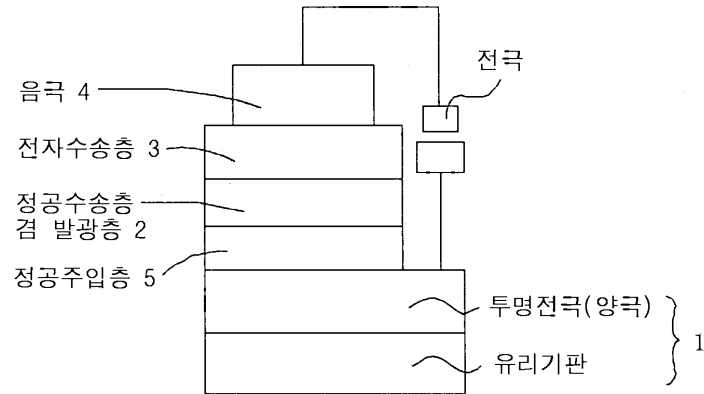 전극
음극 4
전자수송층 3
정공수송층
겸 발광층 2
정공주입층 5
투명전극(양극)
1
유리기판